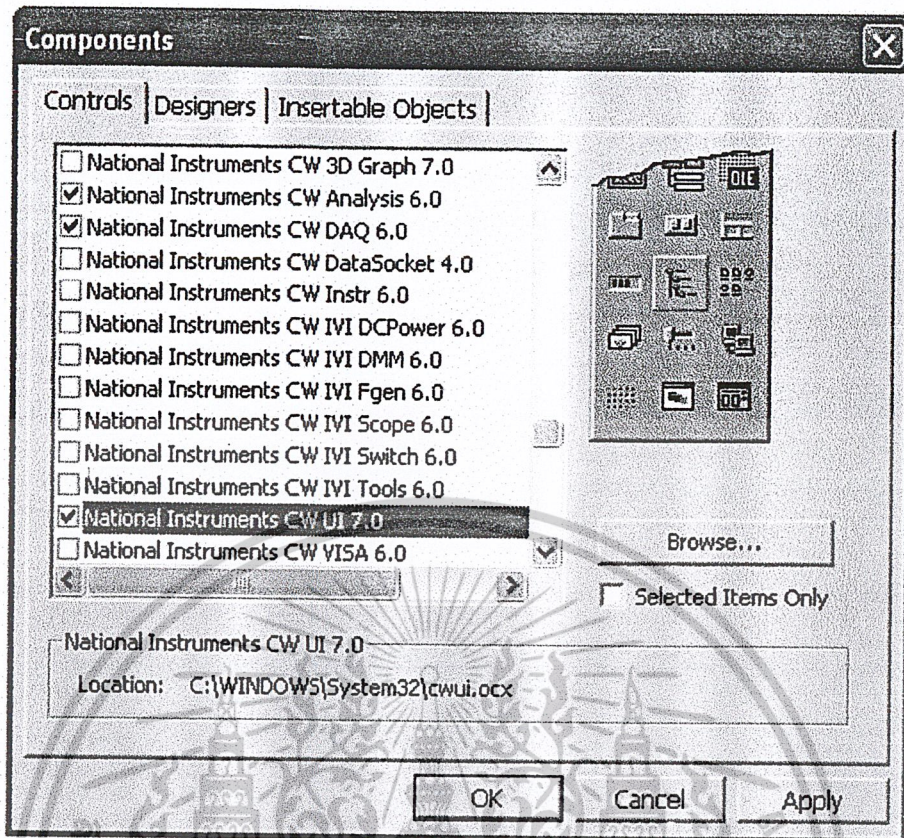 Components
Controls Designers Insertable Objects
National Instruments CW 3D Graph 7.0
National Instruments CW Analysis 6.0
National Instruments CW DAQ 6.0
National Instruments CW DataSocket 4.0
National Instruments CW Instr 6.0
National Instruments CW IVI DCPower 6.0
National Instruments CW IVI DMM 6.0
National Instruments CW IVI Fgen 6.0
National Instruments CW IVI Scope 6.0
National Instruments CW IVI Switch 6.0
National Instruments CW IVI Tools 6.0
National Instruments CW UI 7.0
National Instruments CW VISA 6.0
OLE
Browse...
Selected Items Only
National Instruments CW UI 7.0
Location: C:\WINDOWS\System32\cwui.ocx
OK Cancel Apply